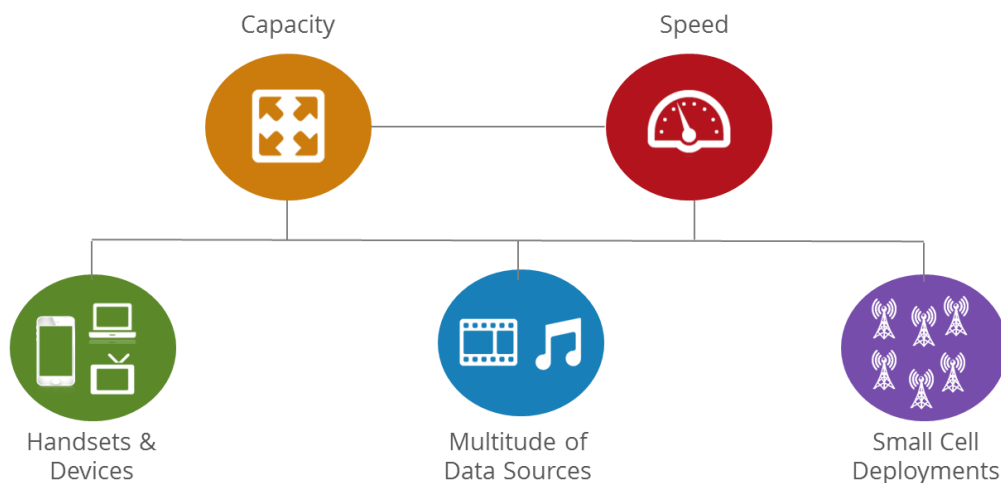 Capacity
Speed
Handsets &
Devices
Multitude of
Data Sources
Small Cell
Deployments